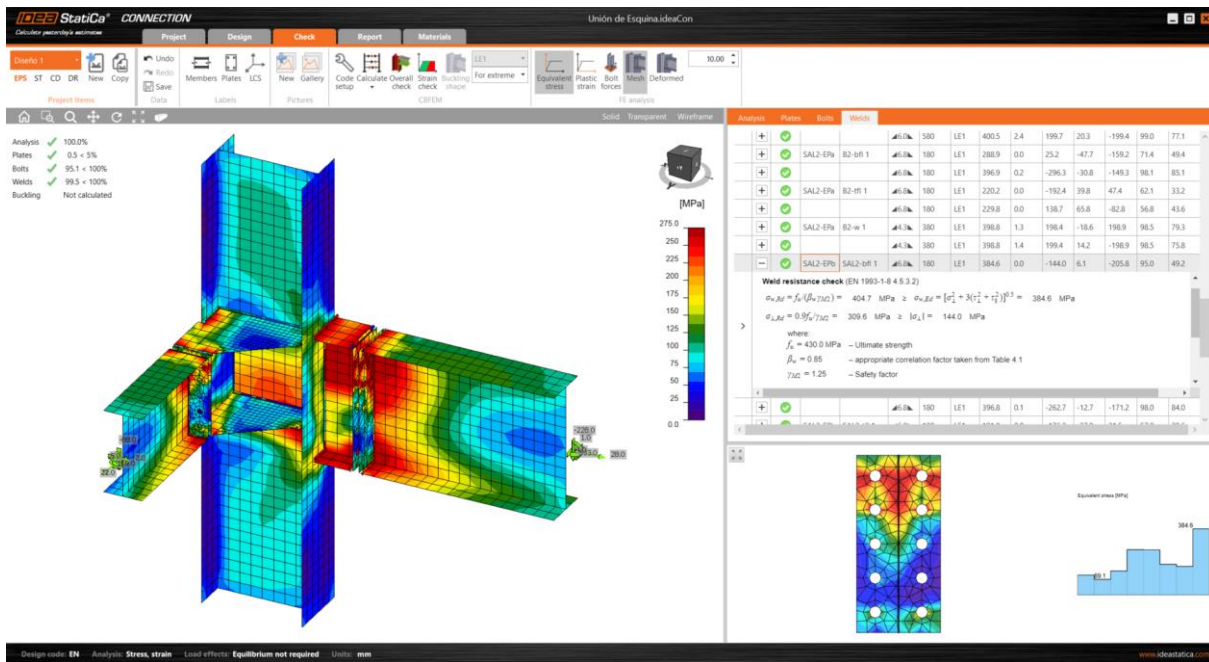 IDEA StatiCa® CONNECTION
Calculate yesterday's estimates
Unión de Esquina.ideaCon
Project Design Check Report Materials
Diseño 1
EPS ST CD DR New Copy
Undo
Redo
Save
Members Plates LCS
New Gallery
Code setup
Calculate
Overall check
Strain check
Buckling shape
LE1
For extreme
Equivalent stress
Plastic strain
Bolt forces
Mesh
Deformed
10.00
Project Items Data Labels Pictures CBFEM FE analysis
Solid Transparent Wireframe
Analysis 100.0%
Plates 0.5 < 5%
Bolts 95.1 < 100%
Welds 99.5 < 100%
Buckling Not calculated
[MPa]
275.0
250
225
200
175
150
125
100
75
50
25
0.0
-228.0
1.0
28.0
22.0
Analysis Plates Bolts Welds
◢6.0◣ 580 LE1 400.5 2.4 199.7 20.3 -199.4 99.0 77.1
SAL2-EPa B2-bfl 1 ◢6.8◣ 180 LE1 288.9 0.0 25.2 -47.7 -159.2 71.4 49.4
◢6.8◣ 180 LE1 396.9 0.2 -296.3 -30.8 -149.3 98.1 85.1
SAL2-EPa B2-tfl 1 ◢6.8◣ 180 LE1 220.2 0.0 -192.4 39.8 47.4 62.1 33.2
◢6.8◣ 180 LE1 229.8 0.0 138.7 65.8 -82.8 56.8 43.6
SAL2-EPa B2-w 1 ◢4.3◣ 380 LE1 398.8 1.3 198.4 -18.6 198.9 98.5 79.3
◢4.3◣ 380 LE1 398.8 1.4 199.4 14.2 -198.9 98.5 75.8
SAL2-EPb SAL2-bfl 1 ◢6.8◣ 180 LE1 384.6 0.0 -144.0 6.1 -205.8 95.0 49.2
Weld resistance check (EN 1993-1-8 4.5.3.2)
σw,Rd = fu/(βwγM2) = 404.7 MPa ≥ σw,Ed = [σ⊥² + 3(τ⊥² + τ∥²)]^0.5 = 384.6 MPa
σ⊥,Rd = 0.9fu/γM2 = 309.6 MPa ≥ |σ⊥| = 144.0 MPa
where:
fu = 430.0 MPa – Ultimate strength
βw = 0.85 – appropriate correlation factor taken from Table 4.1
γM2 = 1.25 – Safety factor
◢6.8◣ 180 LE1 396.8 0.1 -262.7 -12.7 -171.2 98.0 84.0
Equivalent stress [MPa]
384.6
Design code: EN Analysis: Stress, strain Load effects: Equilibrium not required Units: mm
www.ideastatica.com